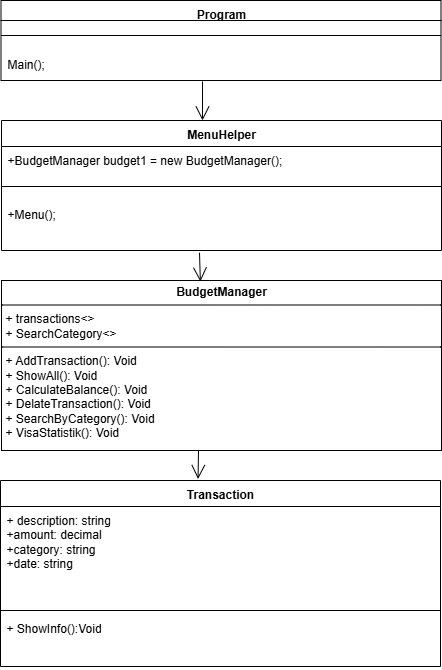 Program
Main();
MenuHelper
+BudgetManager budget1 = new BudgetManager();
+Menu();
BudgetManager
+ transactions<>
+ SearchCategory<>
+ AddTransaction(): Void
+ ShowAll(): Void
+ CalculateBalance(): Void
+ DelateTransaction(): Void
+ SearchByCategory(): Void
+ VisaStatistik(): Void
Transaction
+ description: string
+amount: decimal
+category: string
+date: string
+ ShowInfo():Void